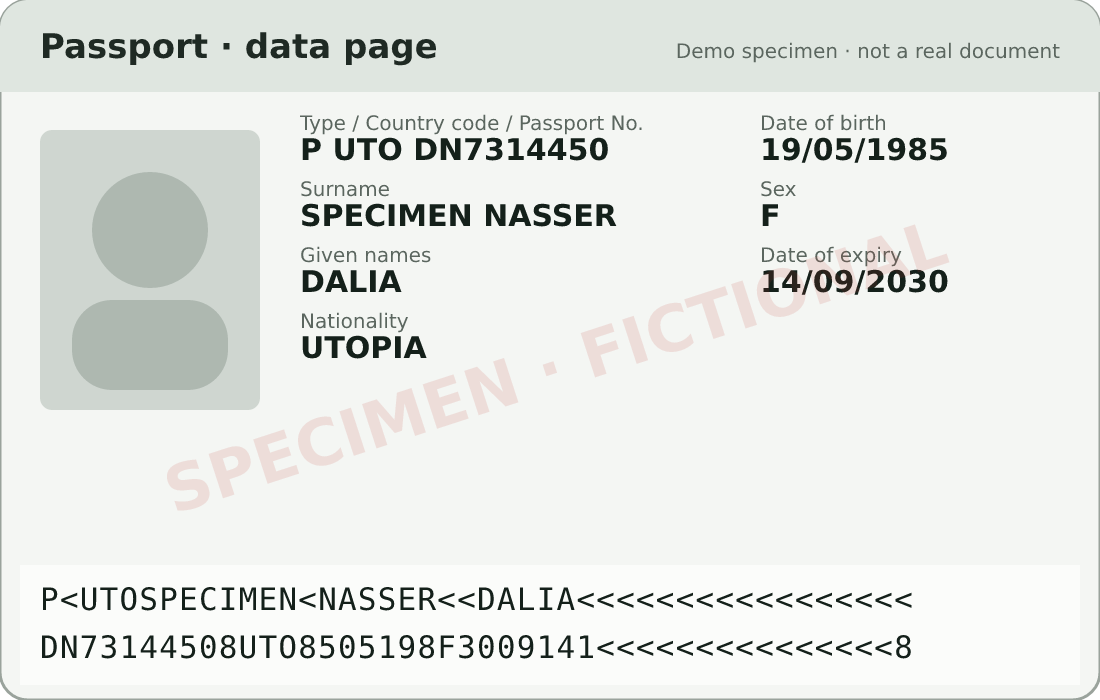 Passport · data page
Demo specimen · not a real document
Type / Country code / Passport No.
P UTO DN7314450
Date of birth
19/05/1985
Surname
SPECIMEN NASSER
Sex
F
Given names
DALIA
Date of expiry
14/09/2030
Nationality
UTOPIA
SPECIMEN · FICTIONAL
P<UTOSPECIMEN<NASSER<<DALIA<<<<<<<<<<<<<<<<<
DN73144508UTO8505198F3009141<<<<<<<<<<<<<<<8